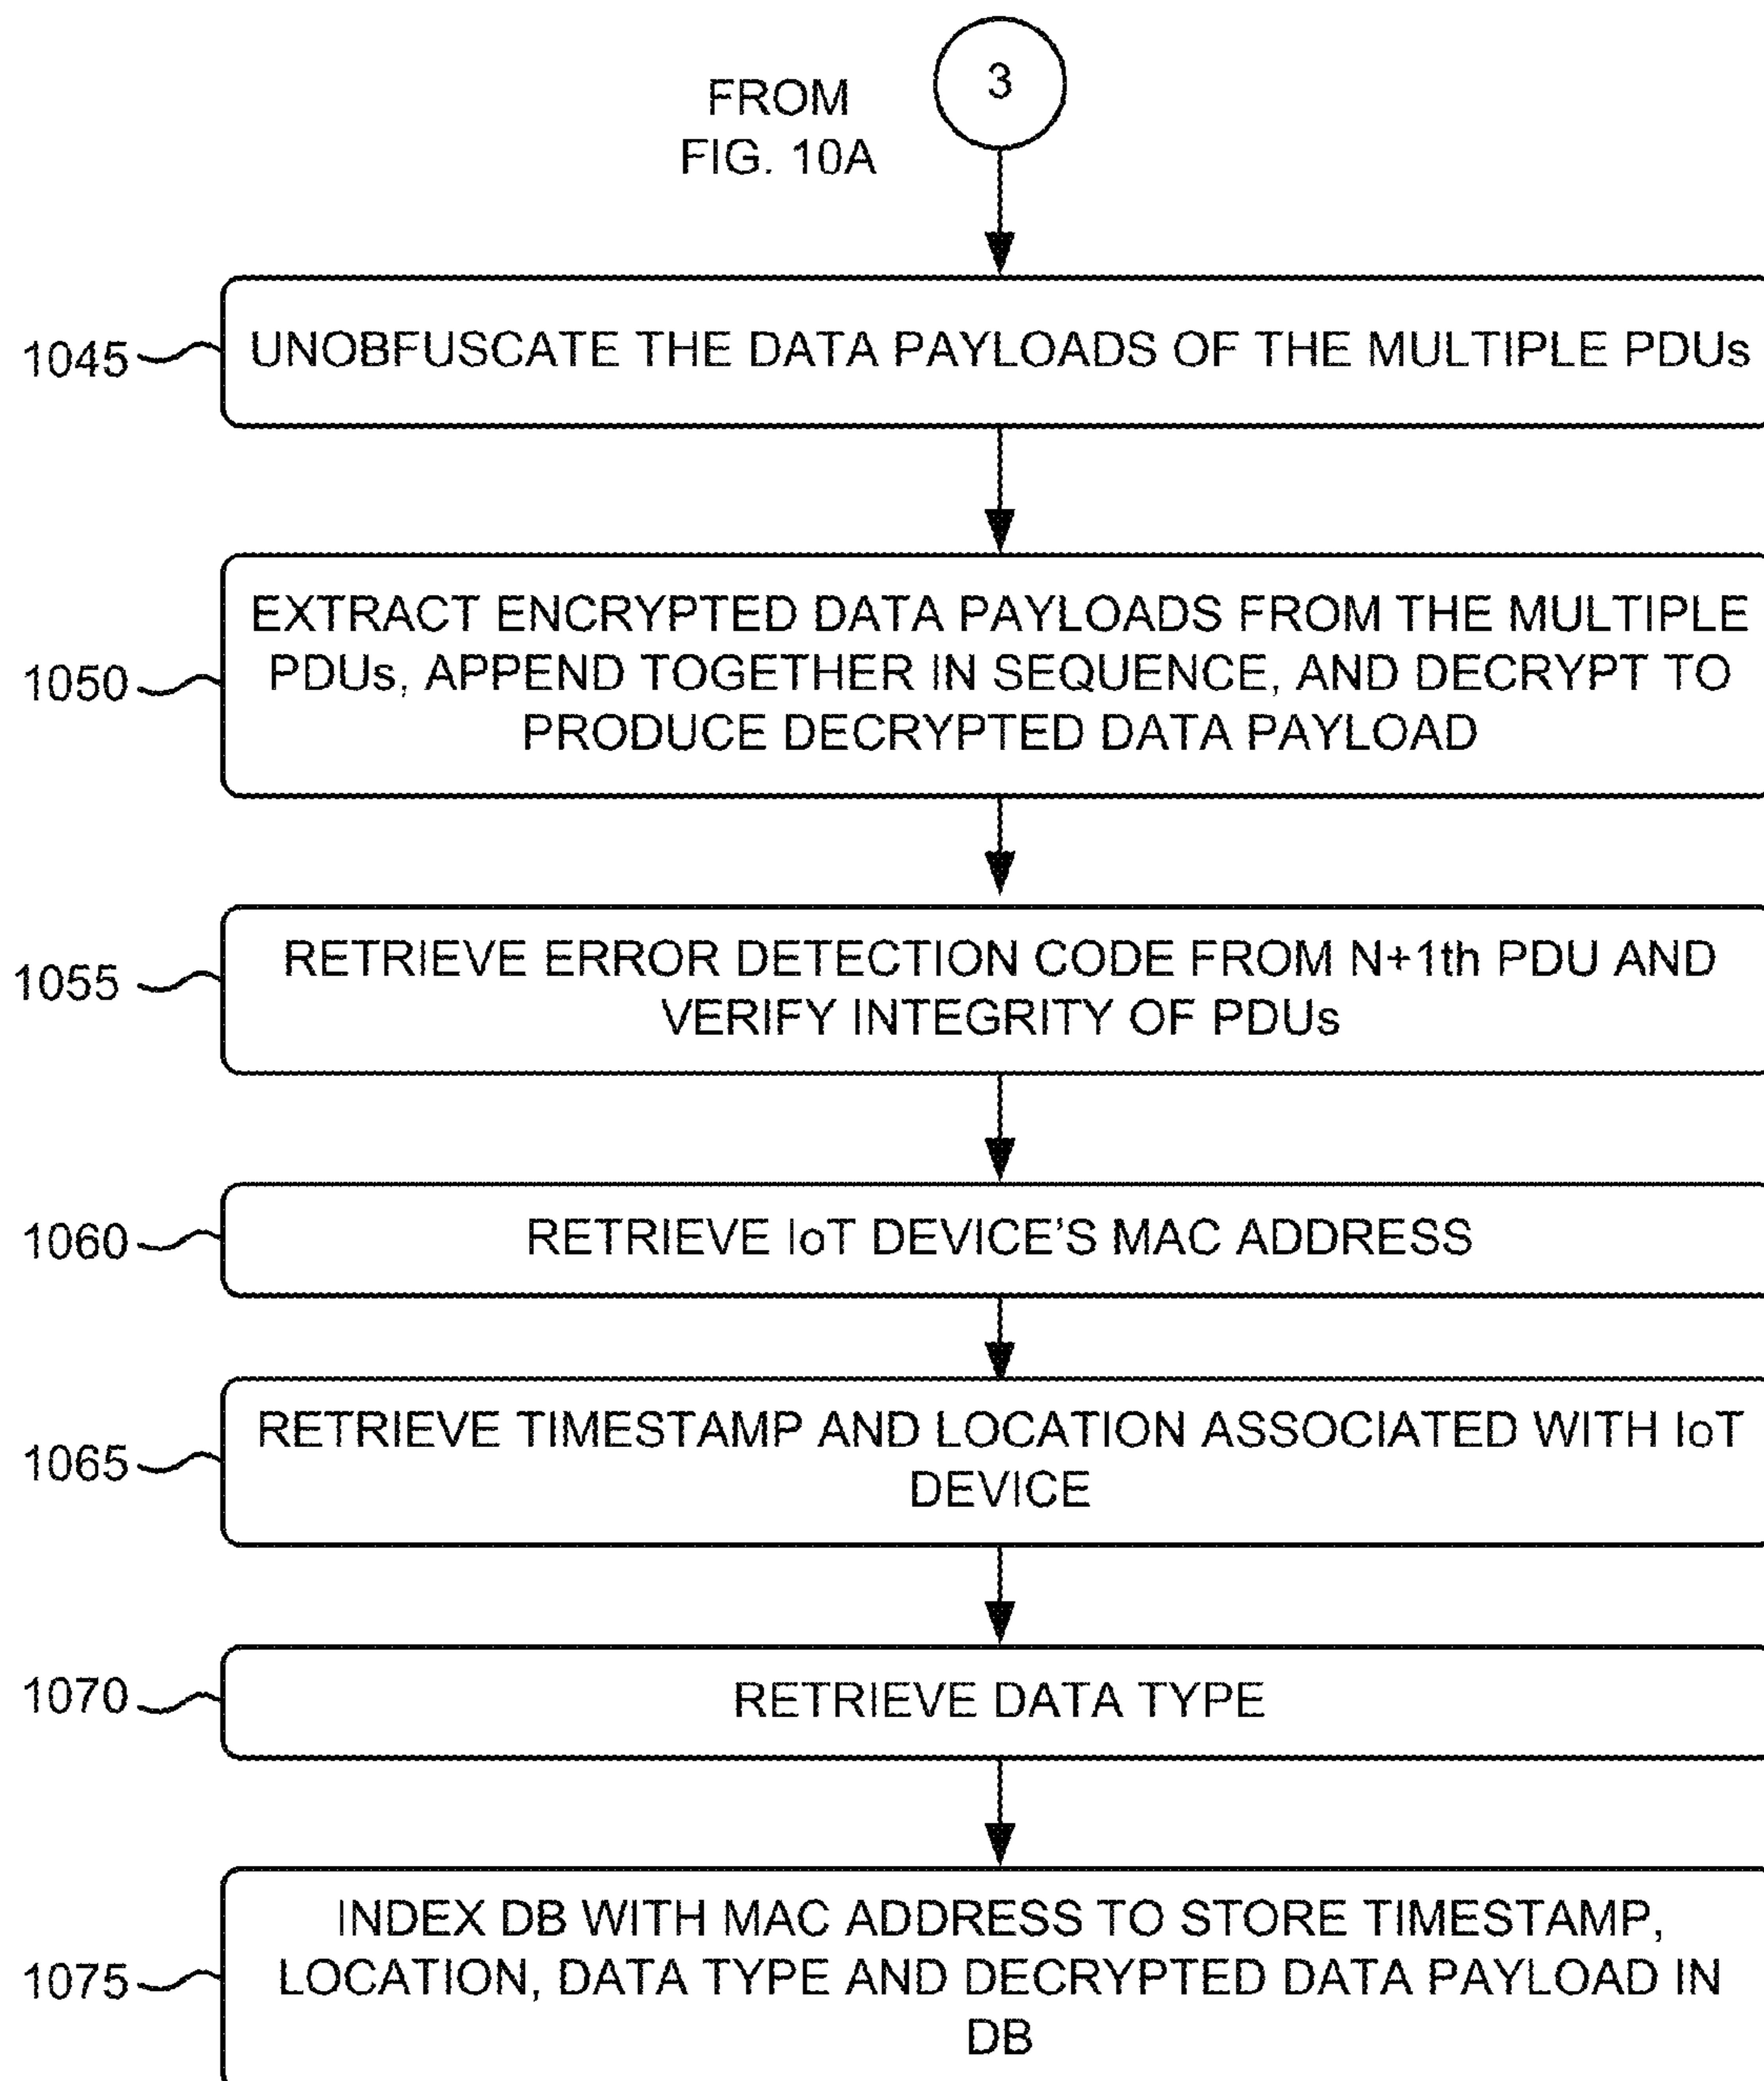 FROM
FIG. 10A
3
1045
UNOBFUSCATE THE DATA PAYLOADS OF THE MULTIPLE PDUs
1050
EXTRACT ENCRYPTED DATA PAYLOADS FROM THE MULTIPLE
PDUs, APPEND TOGETHER IN SEQUENCE, AND DECRYPT TO
PRODUCE DECRYPTED DATA PAYLOAD
1055
RETRIEVE ERROR DETECTION CODE FROM N+1th PDU AND
VERIFY INTEGRITY OF PDUs
1060
RETRIEVE IoT DEVICE'S MAC ADDRESS
1065
RETRIEVE TIMESTAMP AND LOCATION ASSOCIATED WITH IoT
DEVICE
1070
RETRIEVE DATA TYPE
1075
INDEX DB WITH MAC ADDRESS TO STORE TIMESTAMP,
LOCATION, DATA TYPE AND DECRYPTED DATA PAYLOAD IN
DB